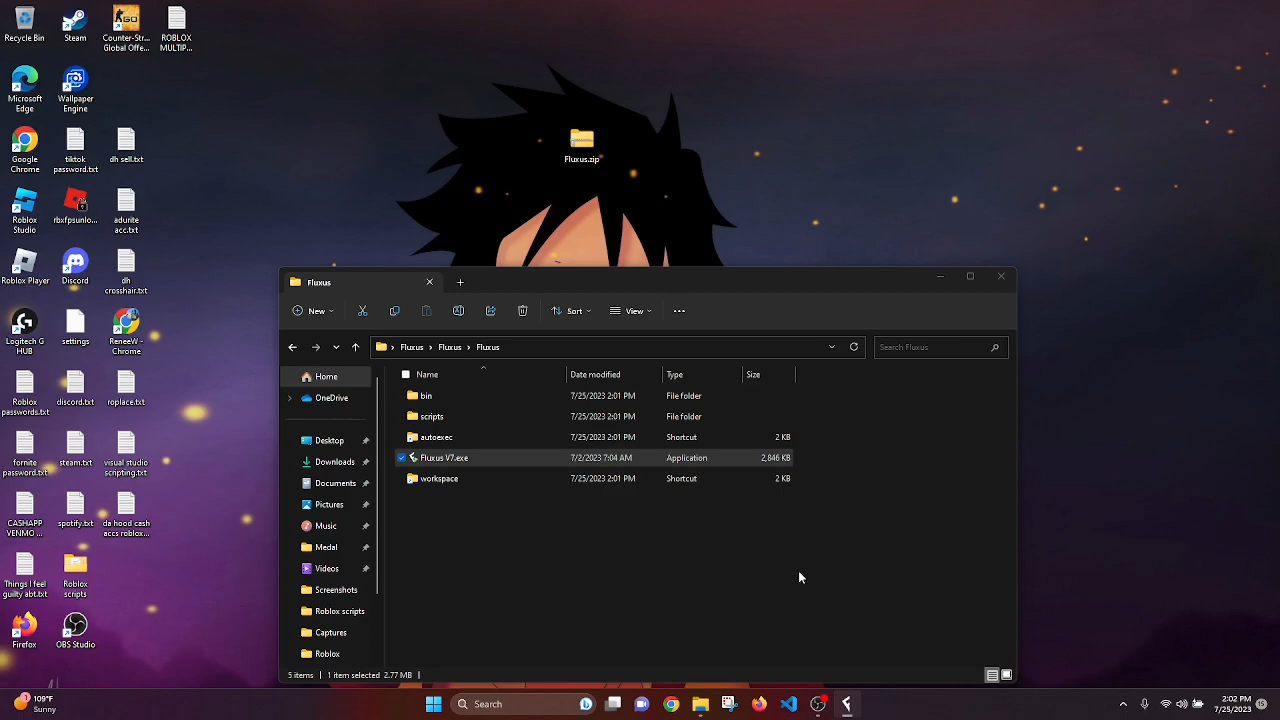 Recycle Bin
Steam
Counter-Str...
Global Offe...
ROBLOX
MULTIP...
Microsoft
Edge
Wallpaper
Engine
Google
Chrome
tiktok
password.txt
dh sell.txt
Fluxus.zip
Roblox
Studio
rbxfpsunlo...
adurite
acc.txt
Roblox Player
Discord
dh
crosshair.txt
Logitech G
HUB
settings
ReneeW -
Chrome
Roblox
passwords.txt
discord.txt
roplace.txt
fornite
password.txt
steam.txt
visual studio
scripting.txt
CASHAPP
VENMO ...
spotify.txt
da hood cash
accs roblox...
Things I feel
guilty abt.txt
Roblox
scripts
Firefox
OBS Studio
Fluxus
New
Sort
View
Fluxus > Fluxus > Fluxus
Search Fluxus
Name Date modified Type Size
bin 7/25/2023 2:01 PM File folder
scripts 7/25/2023 2:01 PM File folder
autoexec 7/25/2023 2:01 PM Shortcut 2 KB
Fluxus V7.exe 7/2/2023 7:04 AM Application 2,846 KB
workspace 7/25/2023 2:01 PM Shortcut 2 KB
Home
OneDrive
Desktop
Downloads
Documents
Pictures
Music
Medal
Videos
Screenshots
Roblox scripts
Captures
Roblox
5 items 1 item selected 2.77 MB
109°F
Sunny
Search
2:02 PM
7/25/2023